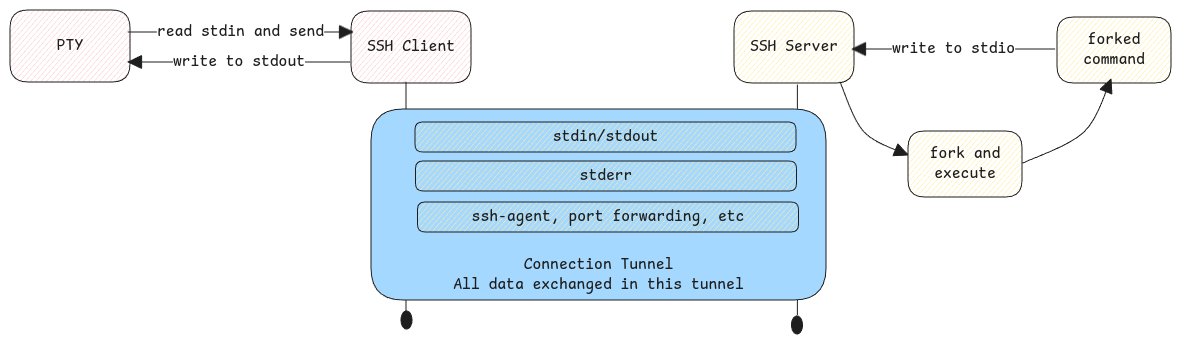 PTY
read stdin and send
write to stdout
SSH Client
SSH Server
write to stdio
forked
command
fork and
execute
stdin/stdout
stderr
ssh-agent, port forwarding, etc
Connection Tunnel
All data exchanged in this tunnel